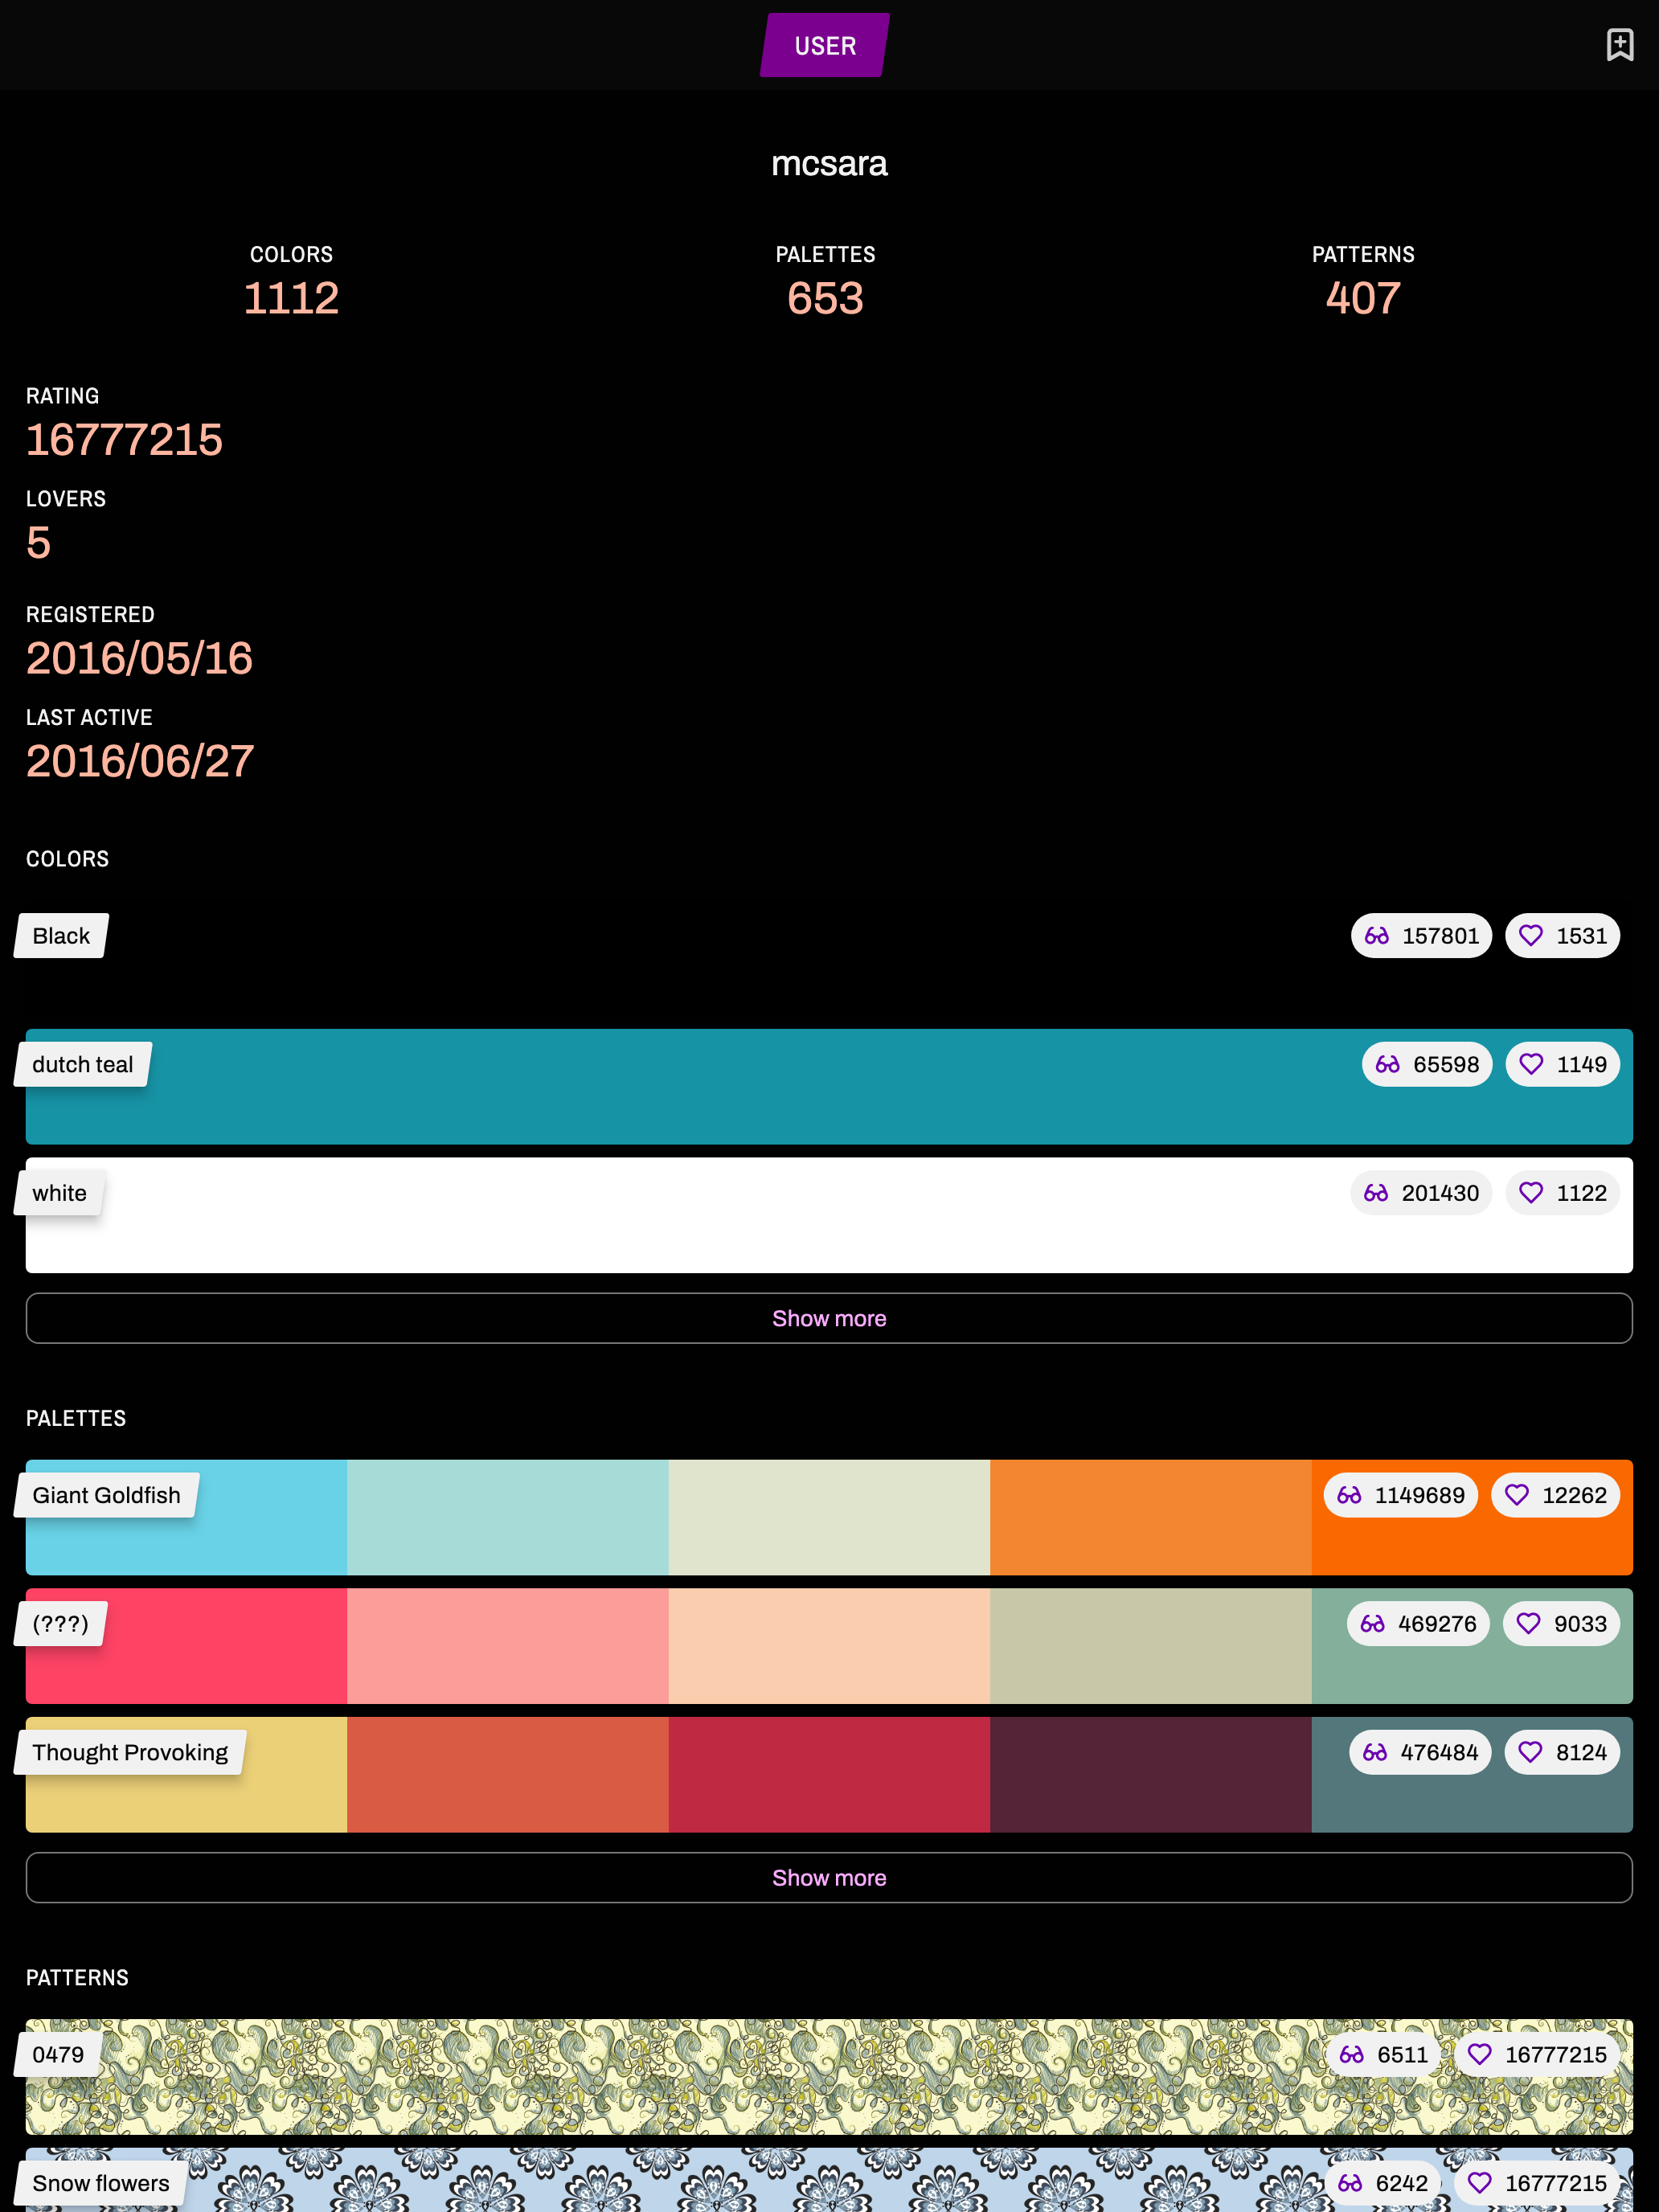 USER
mcsara
COLORS PALETTES PATTERNS
1112 653 407
RATING
16777215
LOVERS
5
REGISTERED
2016/05/16
LAST ACTIVE
2016/06/27
COLORS
Black 157801 1531
dutch teal 65598 1149
white 201430 1122
Show more
PALETTES
Giant Goldfish 1149689 12262
(???) 469276 9033
Thought Provoking 476484 8124
Show more
PATTERNS
0479 6511 16777215
Snow flowers 6242 16777215